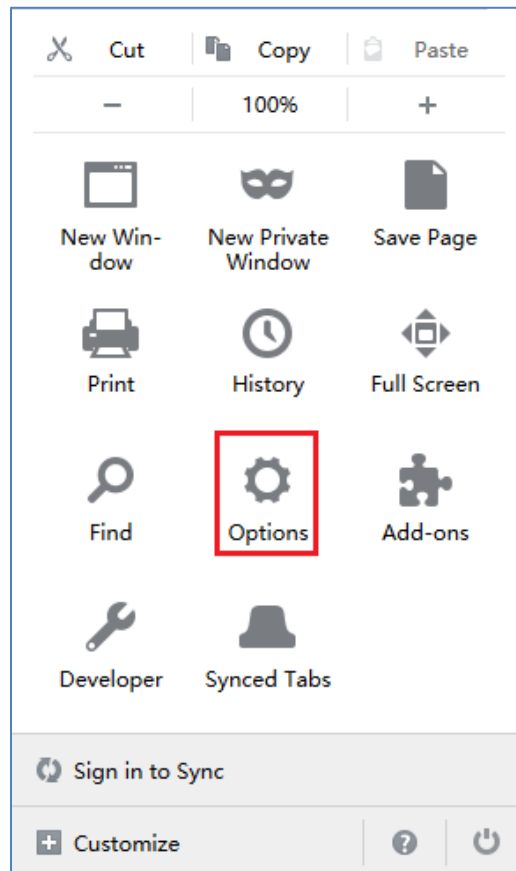 Cut Copy Paste
− 100% +
New Win-
dow
New Private
Window
Save Page
Print History Full Screen
Find Options Add-ons
Developer Synced Tabs
Sign in to Sync
Customize ?